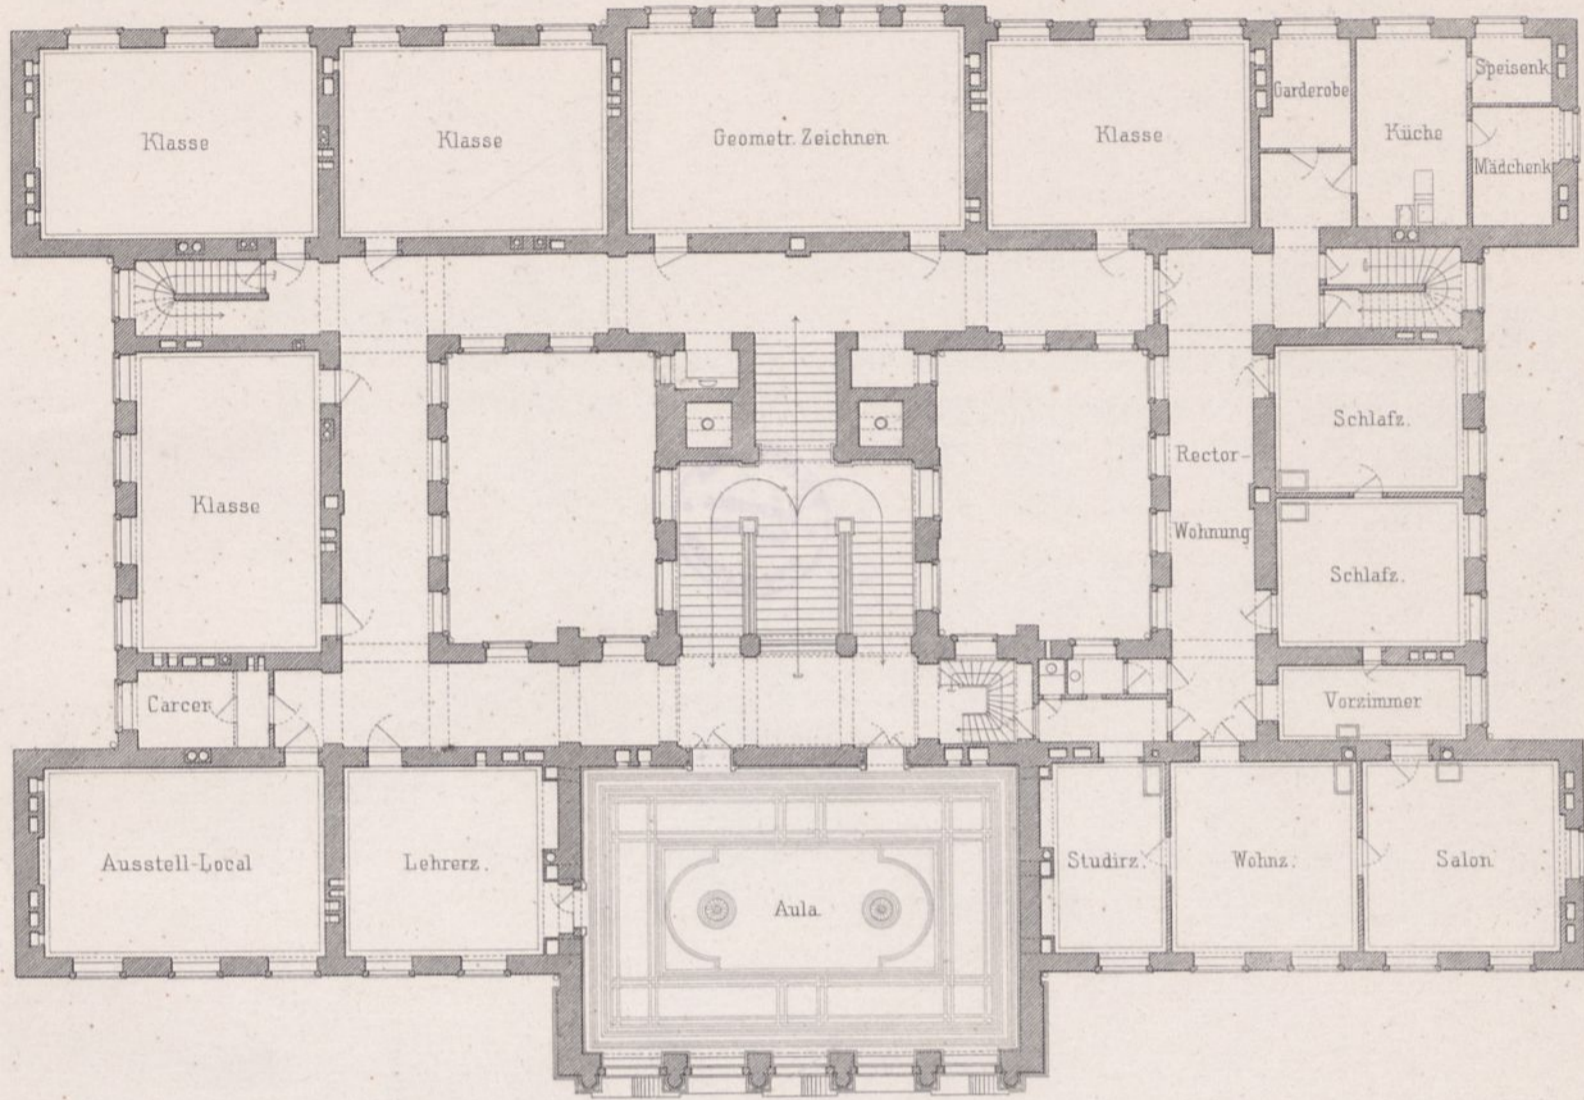 Klasse
Klasse
Geometr. Zeichnen
Klasse
Garderobe
Küche
Speisenk.
Mädchenk.
Klasse
Rector-
Wohnung
Schlafz.
Schlafz.
Carcer
Vorzimmer
Ausstell-Local
Lehrerz.
Aula
Studirz.
Wohnz.
Salon